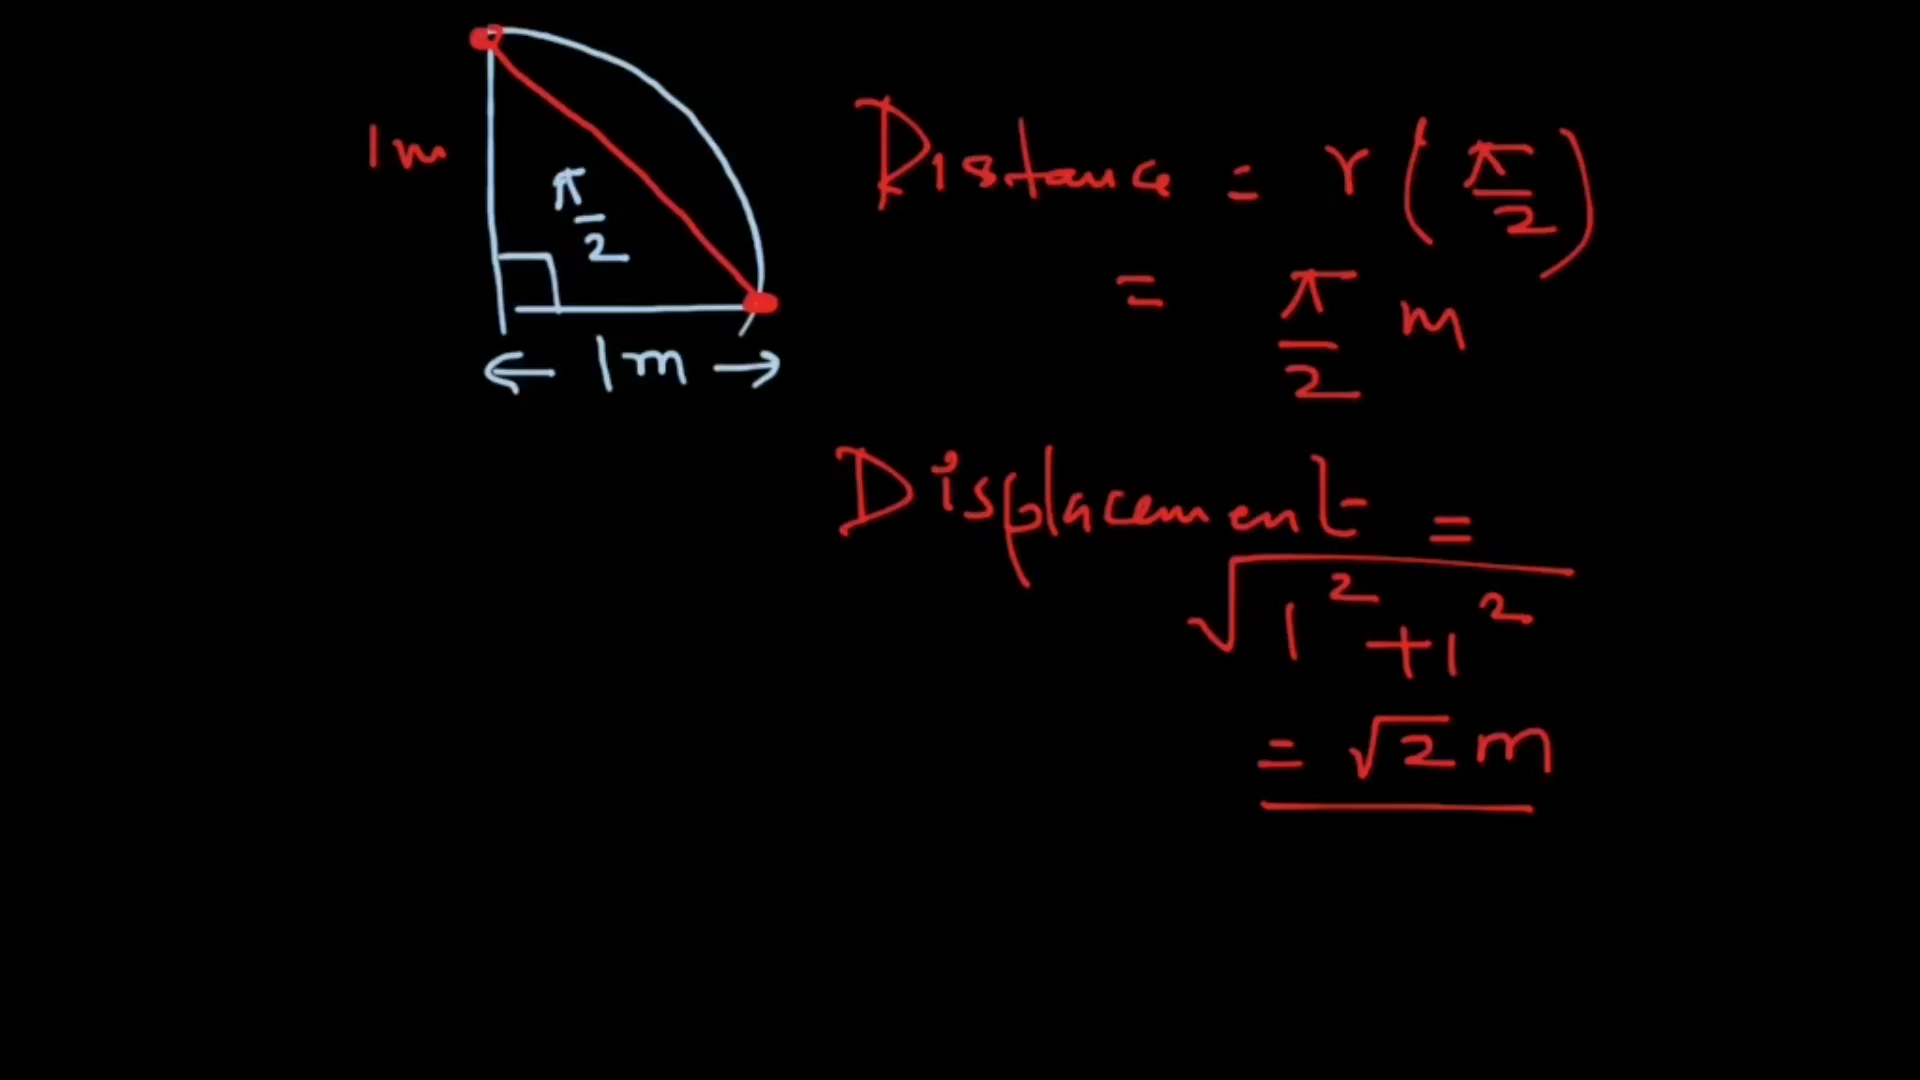 1m
π/2
← 1m →
Distance = r(π/2)
= π/2 m
Displacement =
√1² + 1²
= √2 m